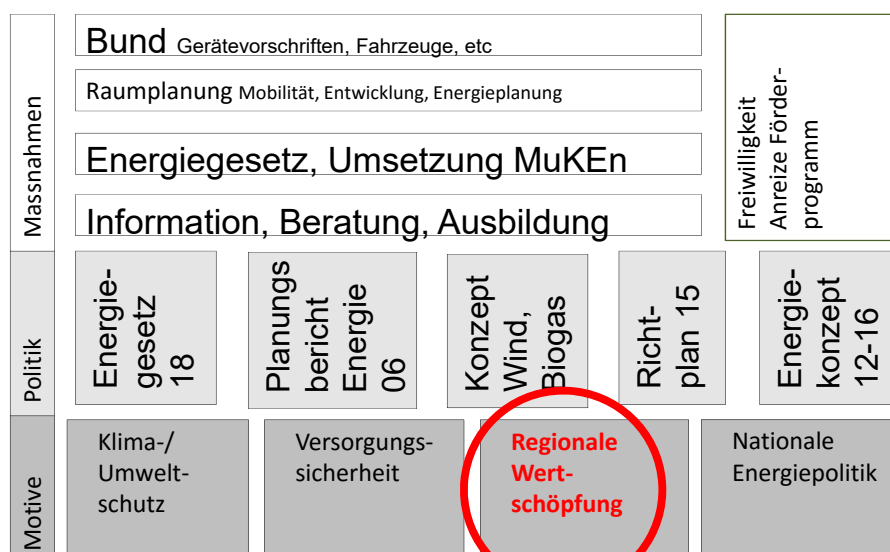 Massnahmen
Bund Gerätevorschriften, Fahrzeuge, etc
Raumplanung Mobilität, Entwicklung, Energieplanung
Energiegesetz, Umsetzung MuKEn
Information, Beratung, Ausbildung
Freiwilligkeit
Anreize Förder-
programm
Politik
Energie-
gesetz
18
Planungs
bericht
Energie
06
Konzept
Wind,
Biogas
Richt-
plan 15
Energie-
konzept
12-16
Motive
Klima-/
Umwelt-
schutz
Versorgungs-
sicherheit
Regionale
Wert-
schöpfung
Nationale
Energiepolitik